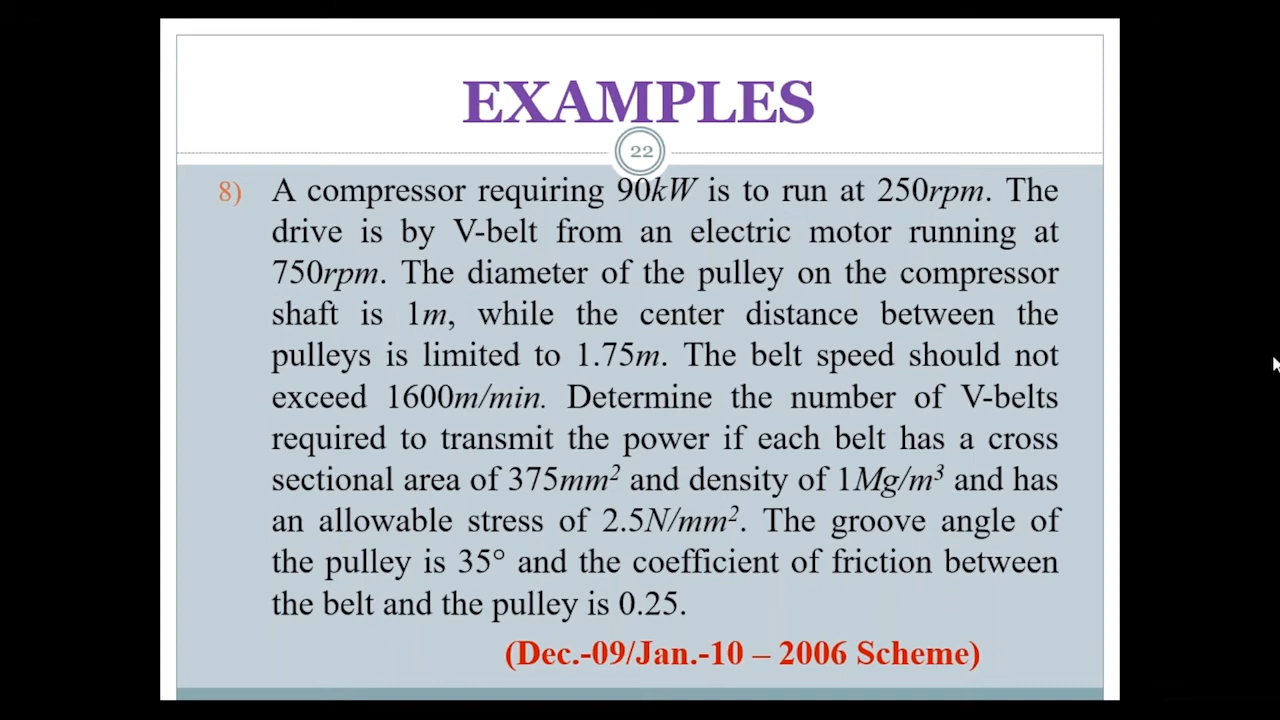 EXAMPLES
22
8) A compressor requiring 90kW is to run at 250rpm. The
drive is by V-belt from an electric motor running at
750rpm. The diameter of the pulley on the compressor
shaft is 1m, while the center distance between the
pulleys is limited to 1.75m. The belt speed should not
exceed 1600m/min. Determine the number of V-belts
required to transmit the power if each belt has a cross
sectional area of 375mm² and density of 1Mg/m³ and has
an allowable stress of 2.5N/mm². The groove angle of
the pulley is 35° and the coefficient of friction between
the belt and the pulley is 0.25.
(Dec.-09/Jan.-10 – 2006 Scheme)